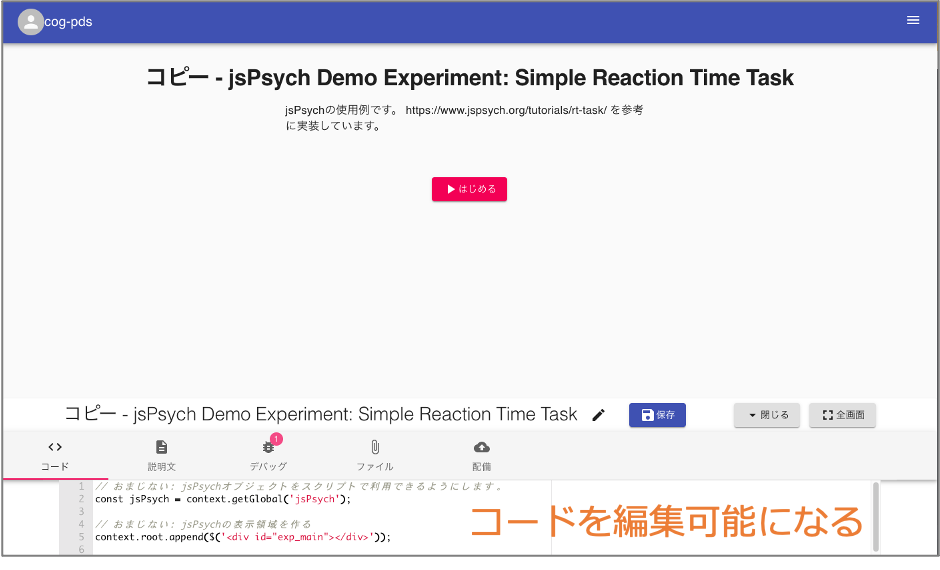 cog-pds
コピー - jsPsych Demo Experiment: Simple Reaction Time Task
jsPsychの使用例です。 https://www.jspsych.org/tutorials/rt-task/ を参考
に実装しています。
はじめる
コピー - jsPsych Demo Experiment: Simple Reaction Time Task
保存
閉じる
全画面
コード
説明文
1
デバッグ
ファイル
配備
1 // おまじない: jsPsychオブジェクトをスクリプトで利用できるようにします。
2 const jsPsych = context.getGlobal('jsPsych');
3
4 // おまじない: jsPsychの表示領域を作る
5 context.root.append($('<div id="exp_main"></div>'));
6
コードを編集可能になる